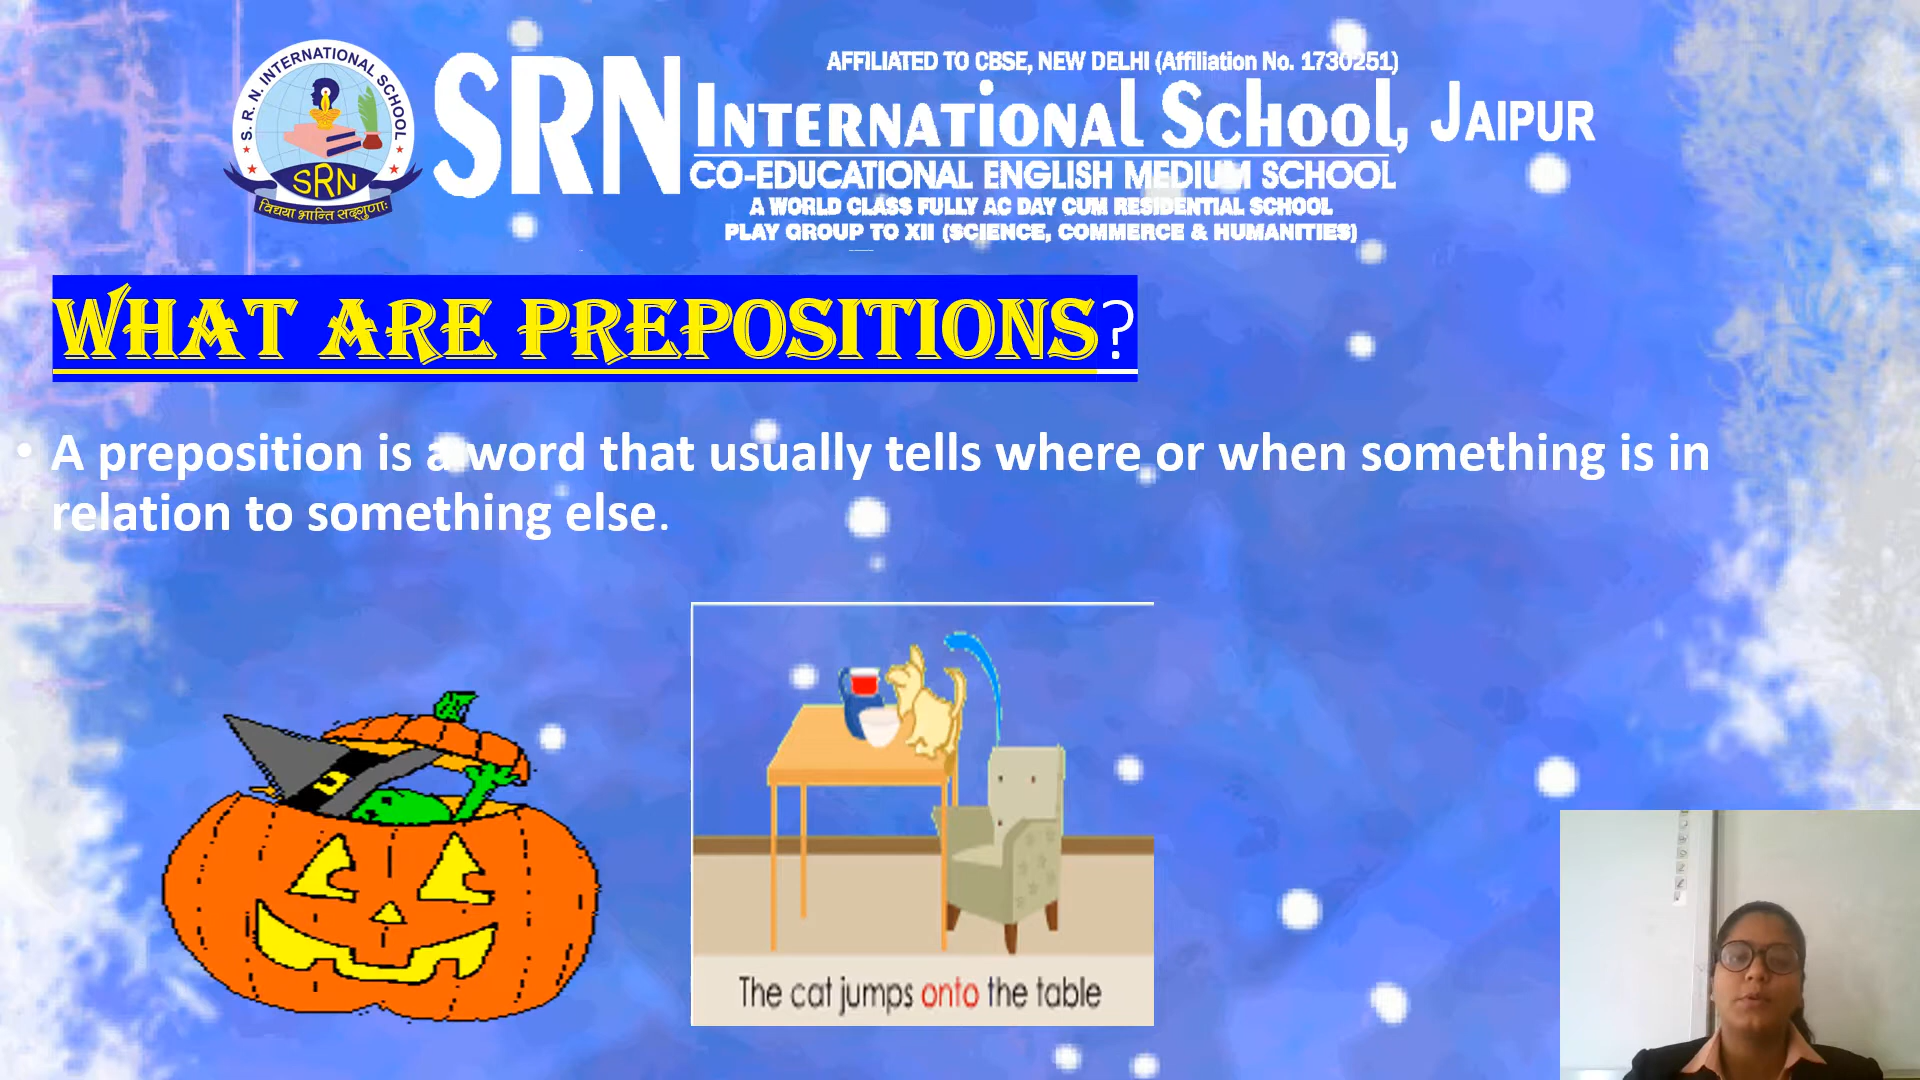 S. R. N. INTERNATIONAL SCHOOL
SRN
विद्यया भान्ति सद्गुणाः
AFFILIATED TO CBSE, NEW DELHI (Affiliation No. 1730251)
SRN INTERNATiONAl School, JAIPUR
CO-EDUCATIONAL ENGLISH MEDIUM SCHOOL
A WORLD CLASS FULLY AC DAY CUM RESIDENTIAL SCHOOL
PLAY GROUP TO XII (SCIENCE, COMMERCE & HUMANITIES)
WHAT ARE PREPOSITIONS?
• A preposition is a word that usually tells where or when something is in
relation to something else.
The cat jumps onto the table